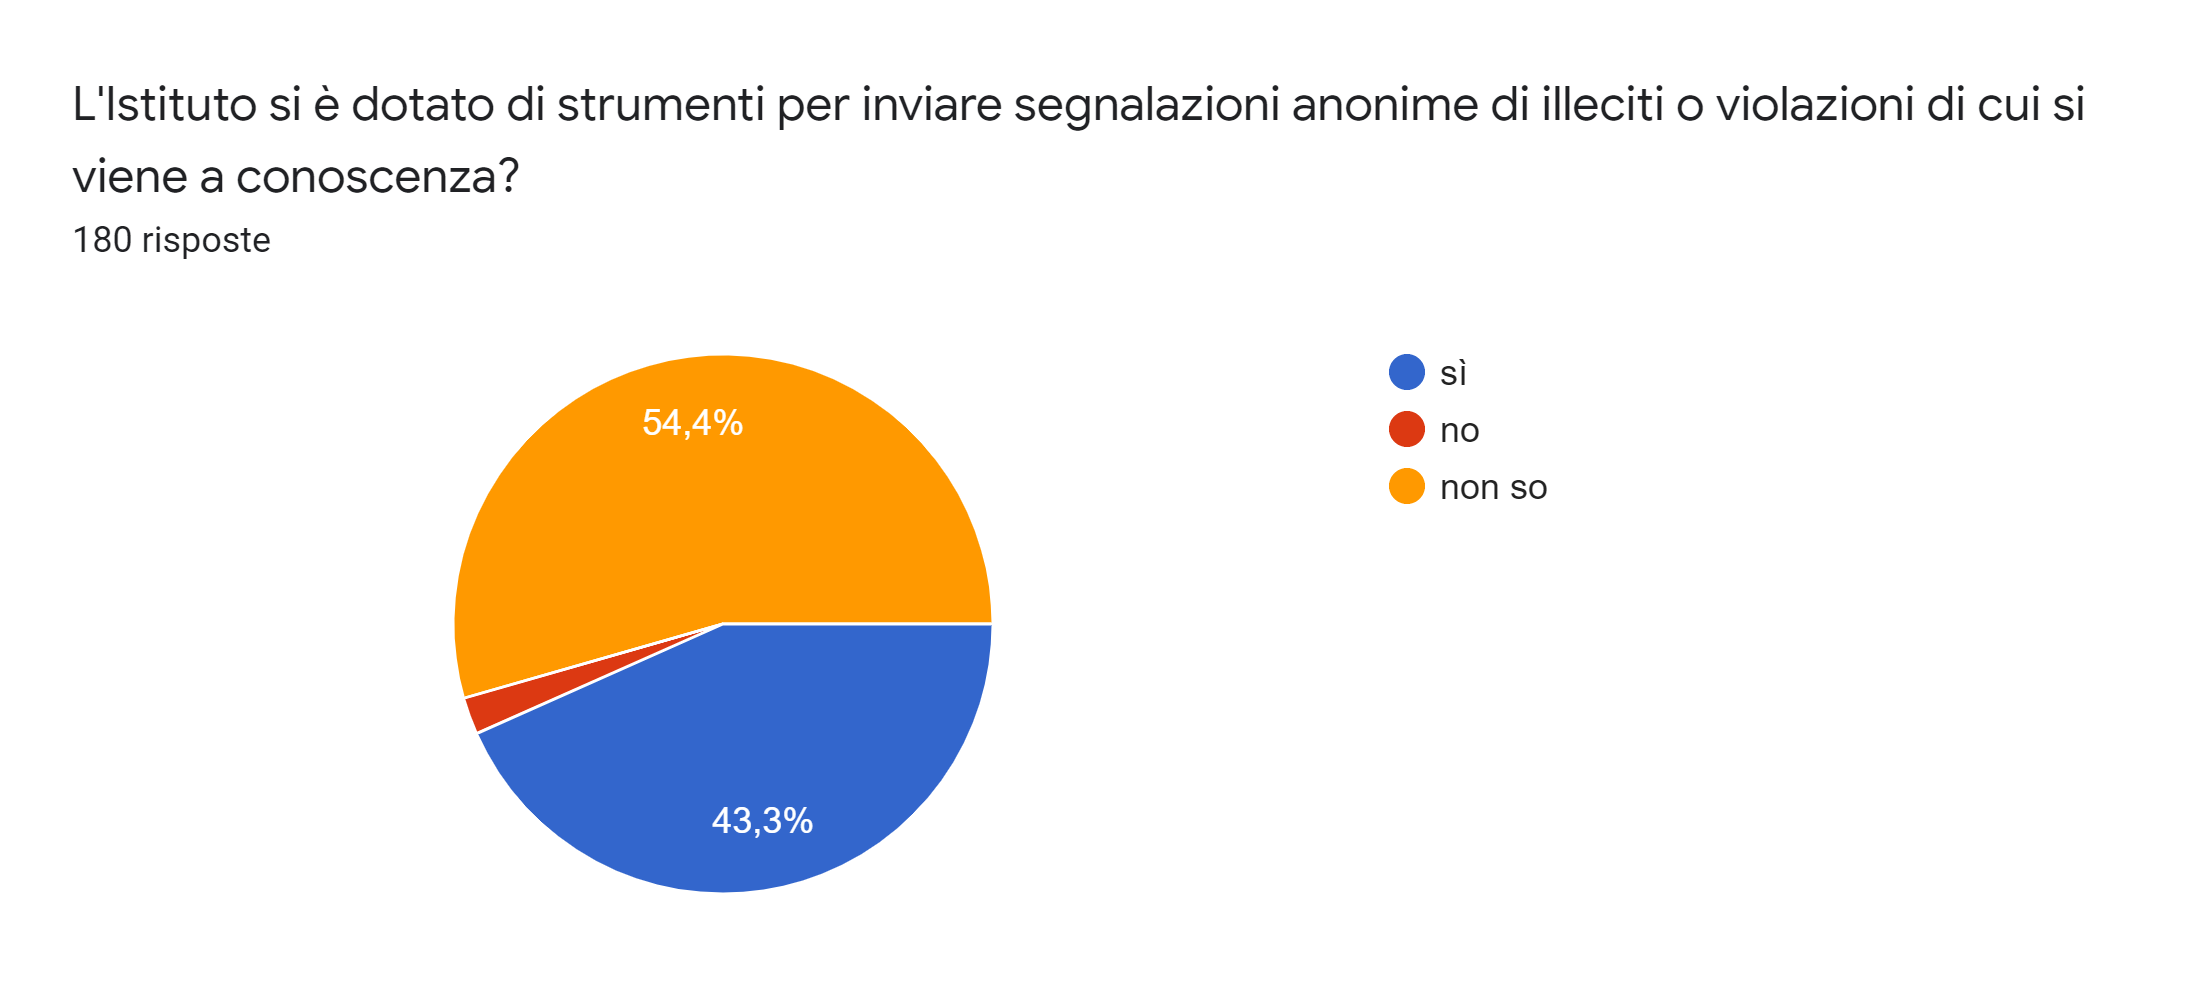 L'Istituto si è dotato di strumenti per inviare segnalazioni anonime di illeciti o violazioni di cui si
viene a conoscenza?
180 risposte
sì
no
non so
54,4%
43,3%